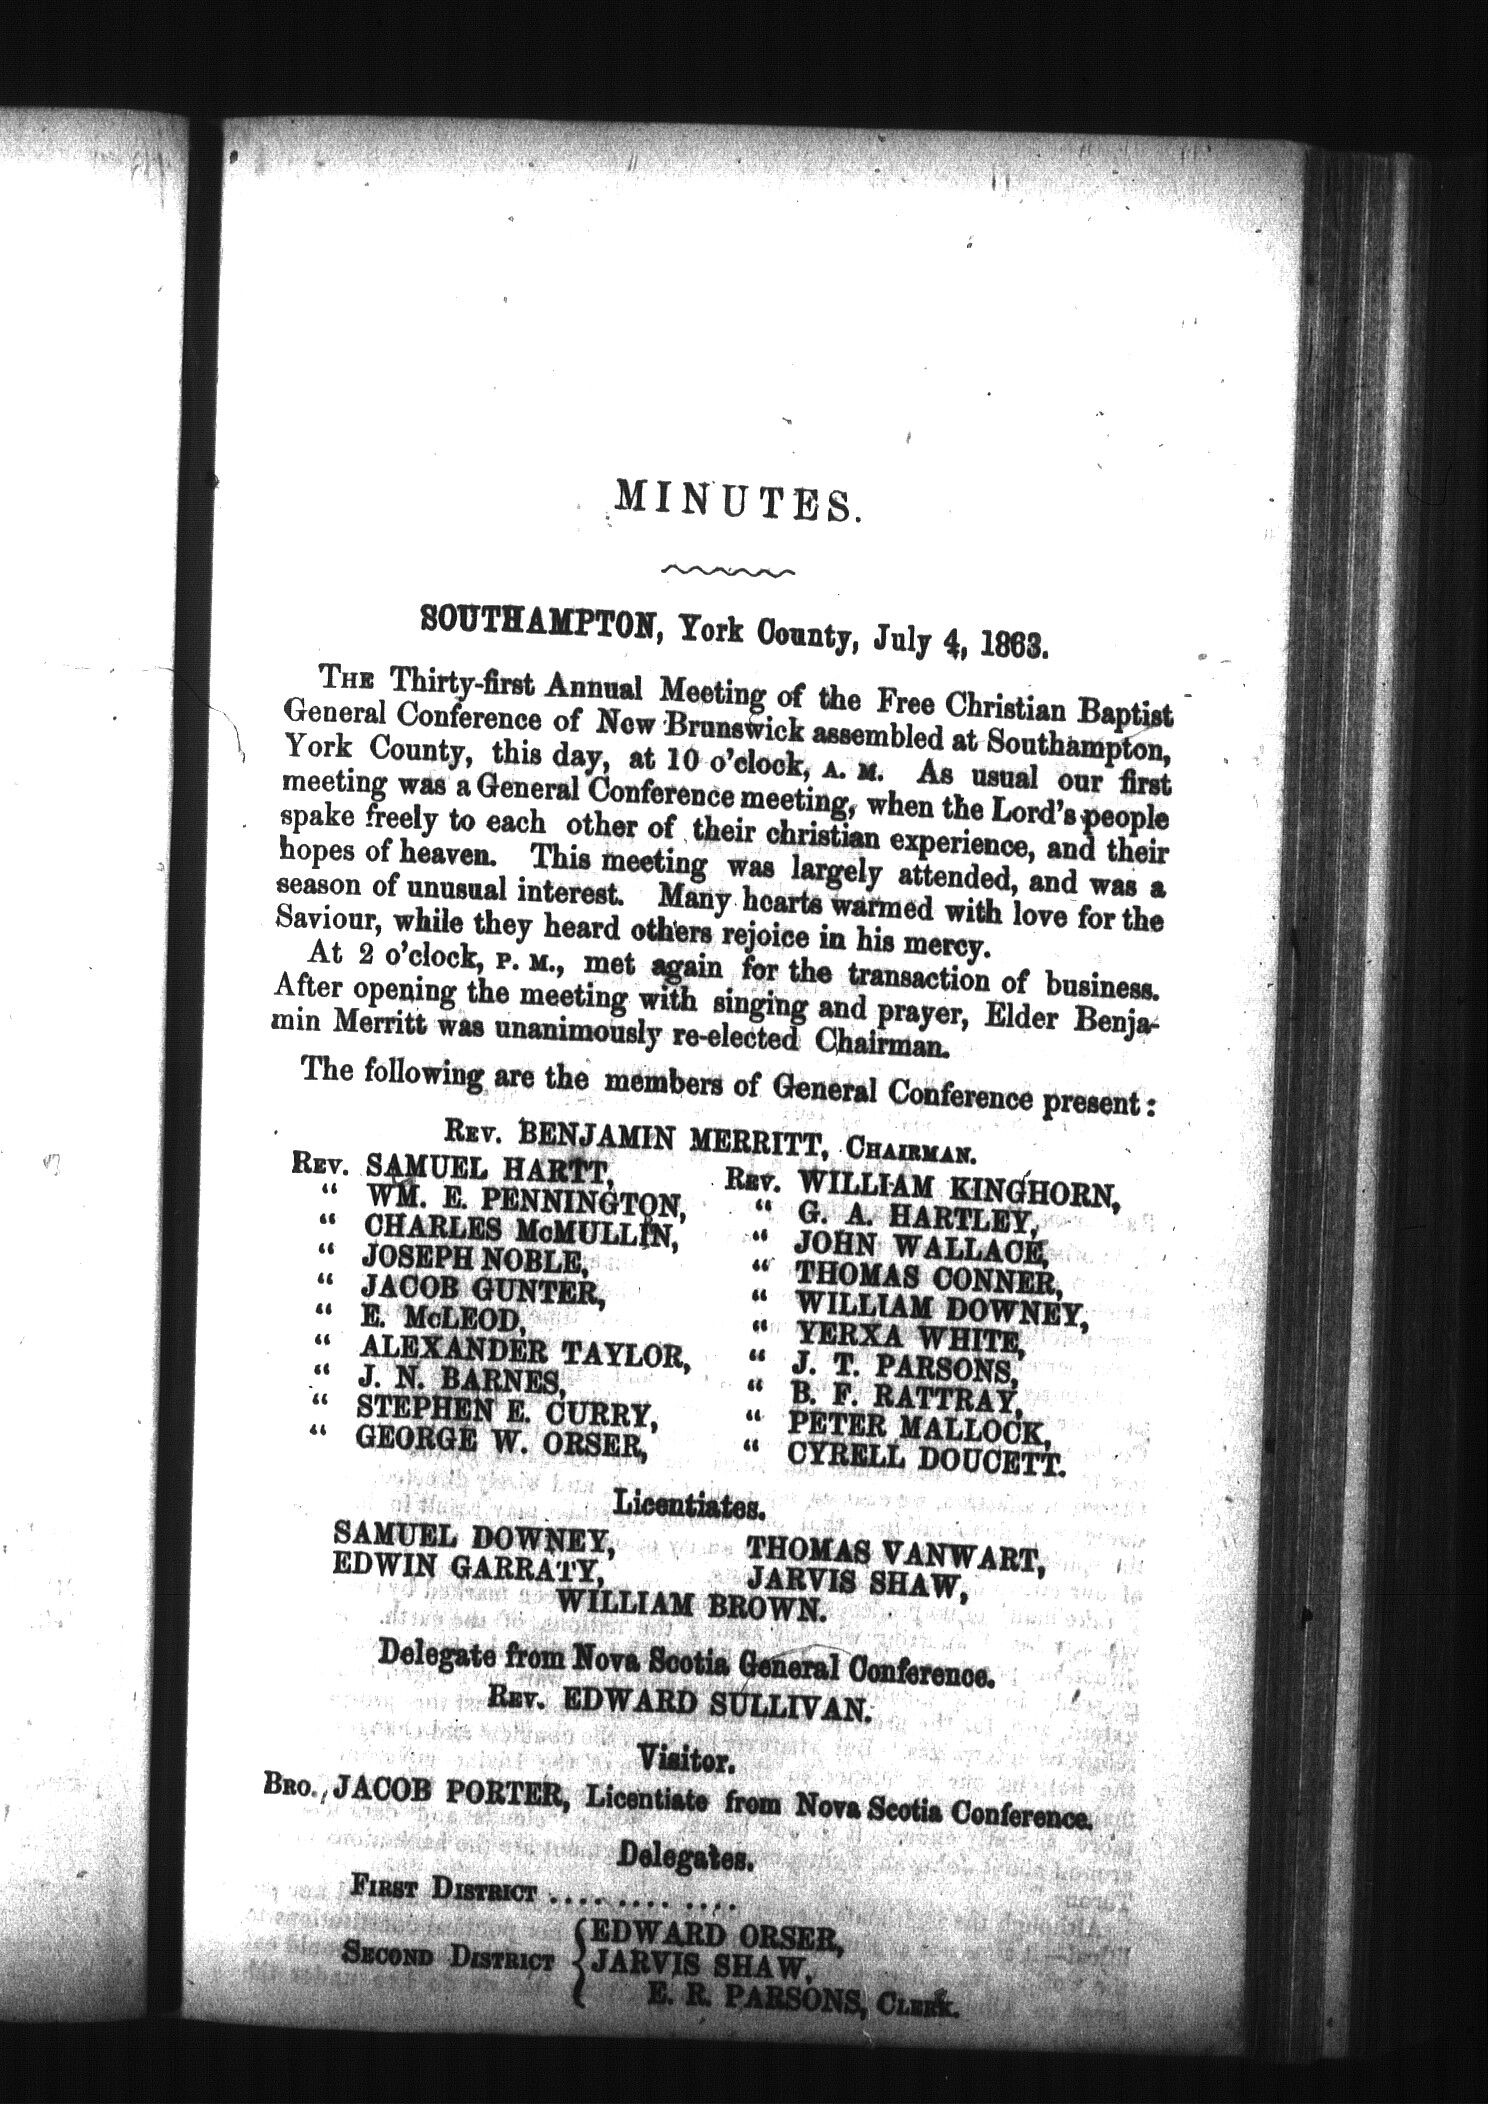 MINUTES.
SOUTHAMPTON, York County, July 4, 1863.
THE Thirty-first Annual Meeting of the Free Christian Baptist
General Conference of New Brunswick assembled at Southampton,
York County, this day, at 10 o'clock, A. M. As usual our first
meeting was a General Conference meeting, when the Lord's people
spake freely to each other of their christian experience, and their
hopes of heaven. This meeting was largely attended, and was a
season of unusual interest. Many hearts warmed with love for the
Saviour, while they heard others rejoice in his mercy.
At 2 o'clock, P. M., met again for the transaction of business.
After opening the meeting with singing and prayer, Elder Benja-
min Merritt was unanimously re-elected Chairman.
The following are the members of General Conference present:
REV. BENJAMIN MERRITT, CHAIRMAN.
REV. SAMUEL HARTT, REV. WILLIAM KINGHORN,
" WM. E. PENNINGTON, " G. A. HARTLEY,
" CHARLES McMULLIN, " JOHN WALLACE,
" JOSEPH NOBLE, " THOMAS CONNER,
" JACOB GUNTER, " WILLIAM DOWNEY,
" E. McLEOD, " YERXA WHITE,
" ALEXANDER TAYLOR, " J. T. PARSONS,
" J. N. BARNES, " B. F. RATTRAY,
" STEPHEN E. CURRY, " PETER MALLOCK,
" GEORGE W. ORSER, " CYRELL DOUCETT.
Licentiates.
SAMUEL DOWNEY, THOMAS VANWART,
EDWIN GARRATY, JARVIS SHAW,
WILLIAM BROWN.
Delegate from Nova Scotia General Conference.
REV. EDWARD SULLIVAN.
Visitor.
BRO. JACOB PORTER, Licentiate from Nova Scotia Conference.
Delegates.
FIRST DISTRICT ............
EDWARD ORSER,
SECOND DISTRICT { JARVIS SHAW,
E. R. PARSONS, CLERK.